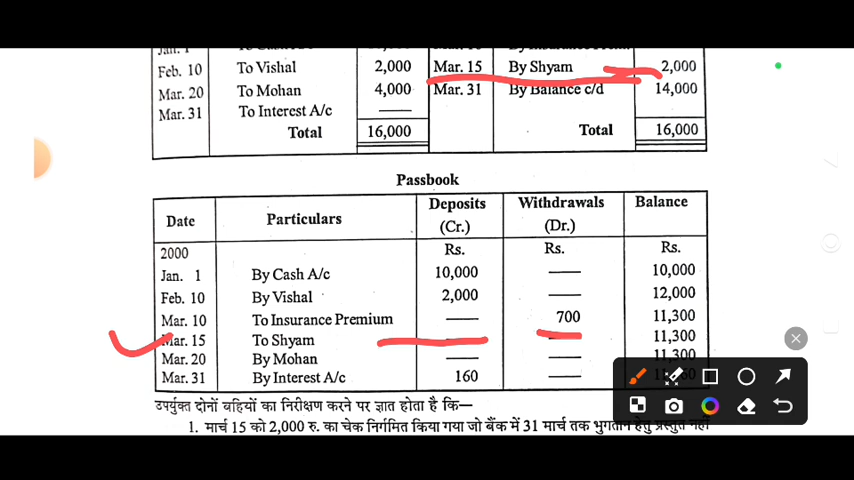 Feb. 10 To Vishal 2,000 Mar. 15 By Shyam 2,000
Mar. 20 To Mohan 4,000 Mar. 31 By Balance c/d 14,000
Mar. 31 To Interest A/c
Total 16,000 Total 16,000
Passbook
Date Particulars Deposits (Cr.) Withdrawals (Dr.) Balance
2000 Rs. Rs. Rs.
Jan. 1 By Cash A/c 10,000 — 10,000
Feb. 10 By Vishal 2,000 — 12,000
Mar. 10 To Insurance Premium — 700 11,300
Mar. 15 To Shyam — 11,300
Mar. 20 By Mohan — — 11,300
Mar. 31 By Interest A/c 160 —
उपर्युक्त दोनों बहियों का निरीक्षण करने पर ज्ञात होता है कि—
1. मार्च 15 को 2,000 रु. का चेक निर्गमित किया गया जो बैंक में 31 मार्च तक भुगतान हेतु प्रस्तुत नहीं